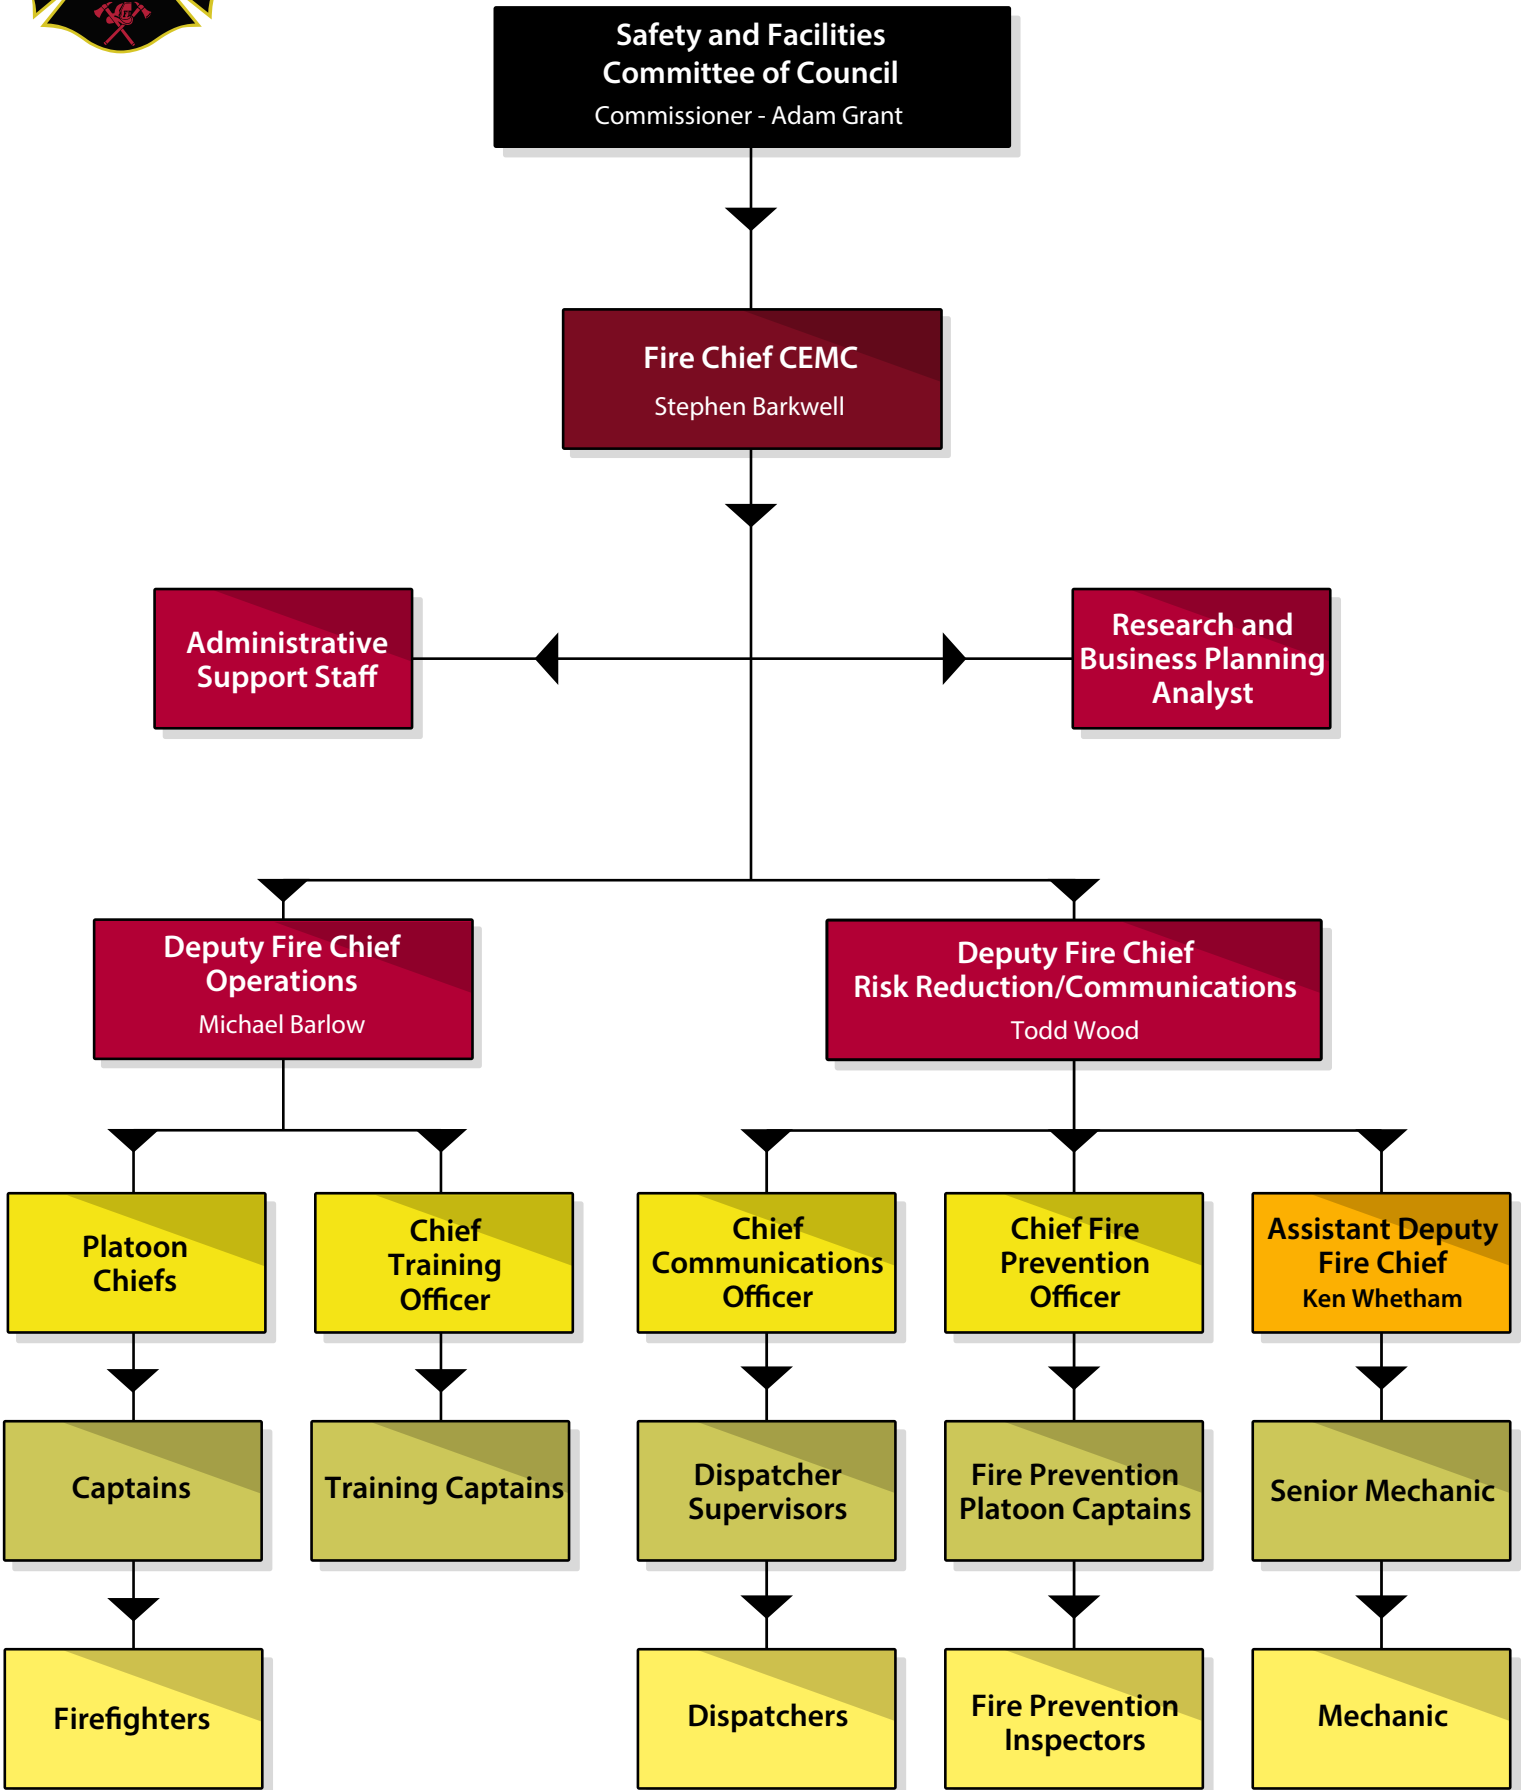 Safety and Facilities
Committee of Council
Commissioner - Adam Grant
Fire Chief CEMC
Stephen Barkwell
Administrative
Support Staff
Research and
Business Planning
Analyst
Deputy Fire Chief
Operations
Michael Barlow
Deputy Fire Chief
Risk Reduction/Communications
Todd Wood
Platoon
Chiefs
Chief
Training
Officer
Chief
Communications
Officer
Chief Fire
Prevention
Officer
Assistant Deputy
Fire Chief
Ken Whetham
Captains
Training Captains
Dispatcher
Supervisors
Fire Prevention
Platoon Captains
Senior Mechanic
Firefighters
Dispatchers
Fire Prevention
Inspectors
Mechanic